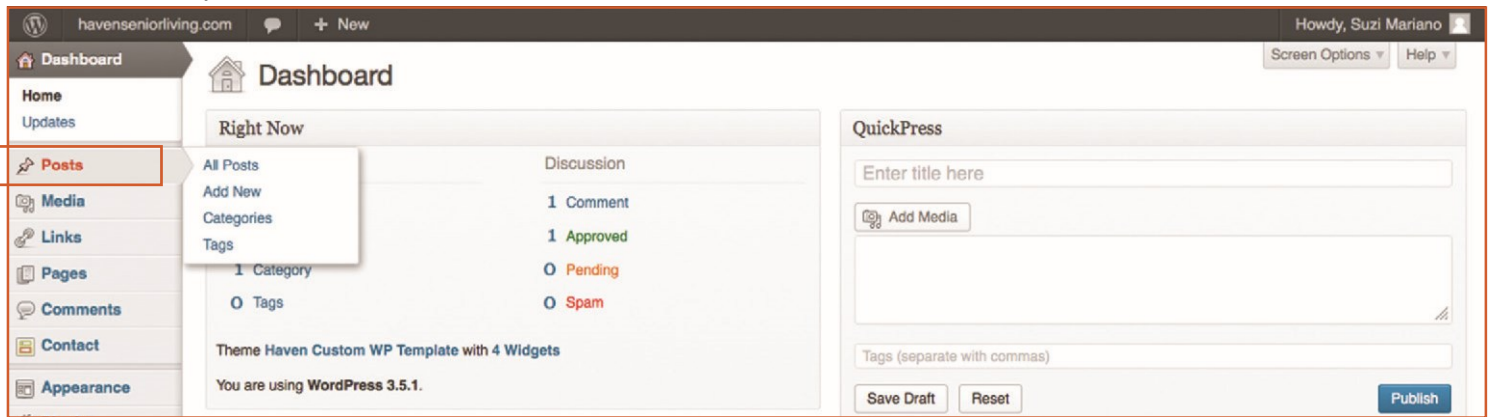 havenseniorliving.com + New Howdy, Suzi Mariano
Screen Options Help
Dashboard
Home
Updates
Posts
Media
Links
Pages
Comments
Contact
Appearance
Dashboard
Right Now
All Posts
Add New
Categories
Tags
1 Category
0 Tags
Discussion
1 Comment
1 Approved
0 Pending
0 Spam
Theme Haven Custom WP Template with 4 Widgets
You are using WordPress 3.5.1.
QuickPress
Enter title here
Add Media
Tags (separate with commas)
Save Draft Reset Publish